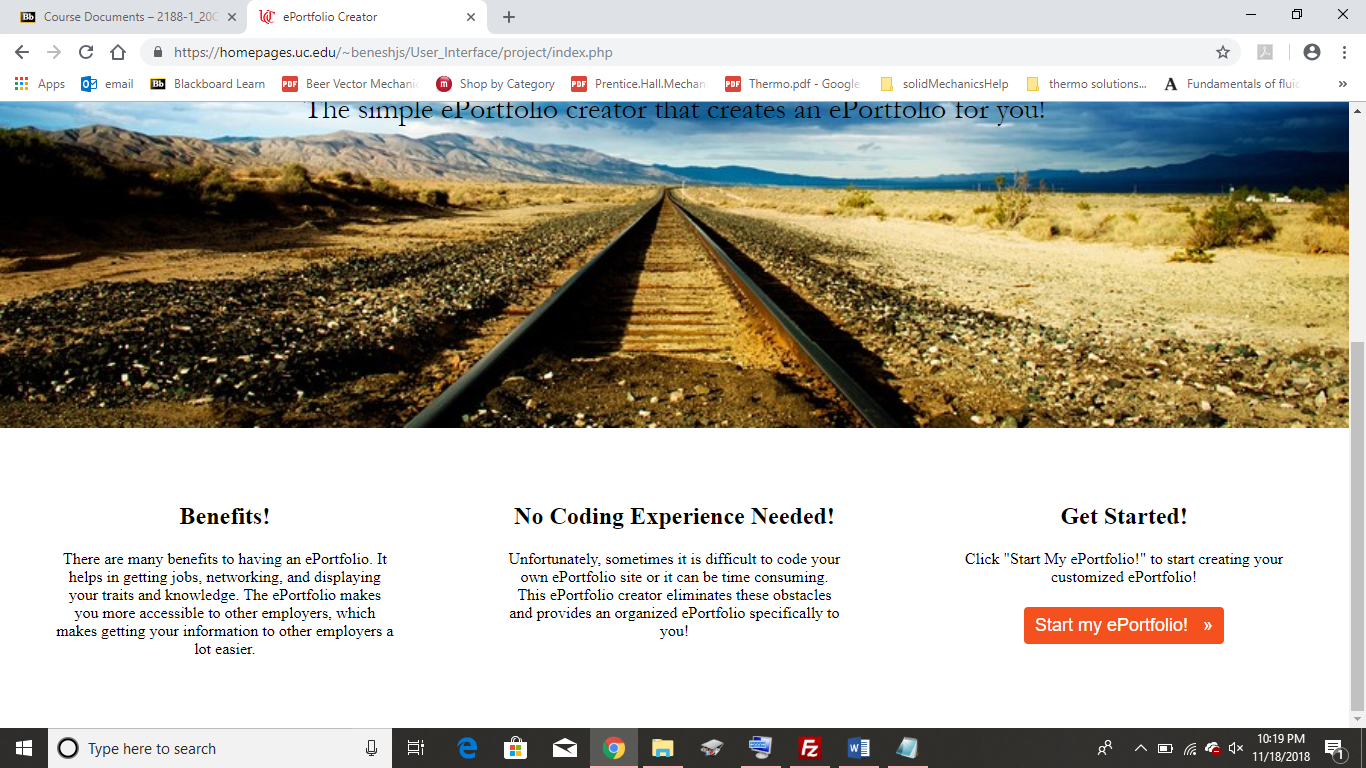 Course Documents – 2188-1_20C
ePortfolio Creator
https://homepages.uc.edu/~beneshjs/User_Interface/project/index.php
Apps
email
Bb
Blackboard Learn
PDF
Beer Vector Mechanic
m
Shop by Category
PDF
Prentice.Hall.Mechan
PDF
Thermo.pdf - Google
solidMechanicsHelp
thermo solutions...
A
Fundamentals of fluid
»
The simple ePortfolio creator that creates an ePortfolio for you!
Benefits!
There are many benefits to having an ePortfolio. It
helps in getting jobs, networking, and displaying
your traits and knowledge. The ePortfolio makes
you more accessible to other employers, which
makes getting your information to other employers a
lot easier.
No Coding Experience Needed!
Unfortunately, sometimes it is difficult to code your
own ePortfolio site or it can be time consuming.
This ePortfolio creator eliminates these obstacles
and provides an organized ePortfolio specifically to
you!
Get Started!
Click "Start My ePortfolio!" to start creating your
customized ePortfolio!
Start my ePortfolio! »
Type here to search
10:19 PM
11/18/2018
1